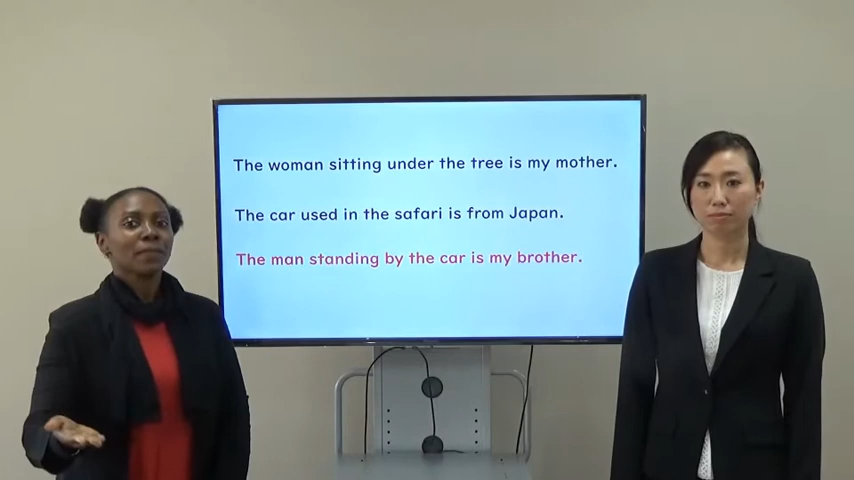 The woman sitting under the tree is my mother.
The car used in the safari is from Japan.
The man standing by the car is my brother.